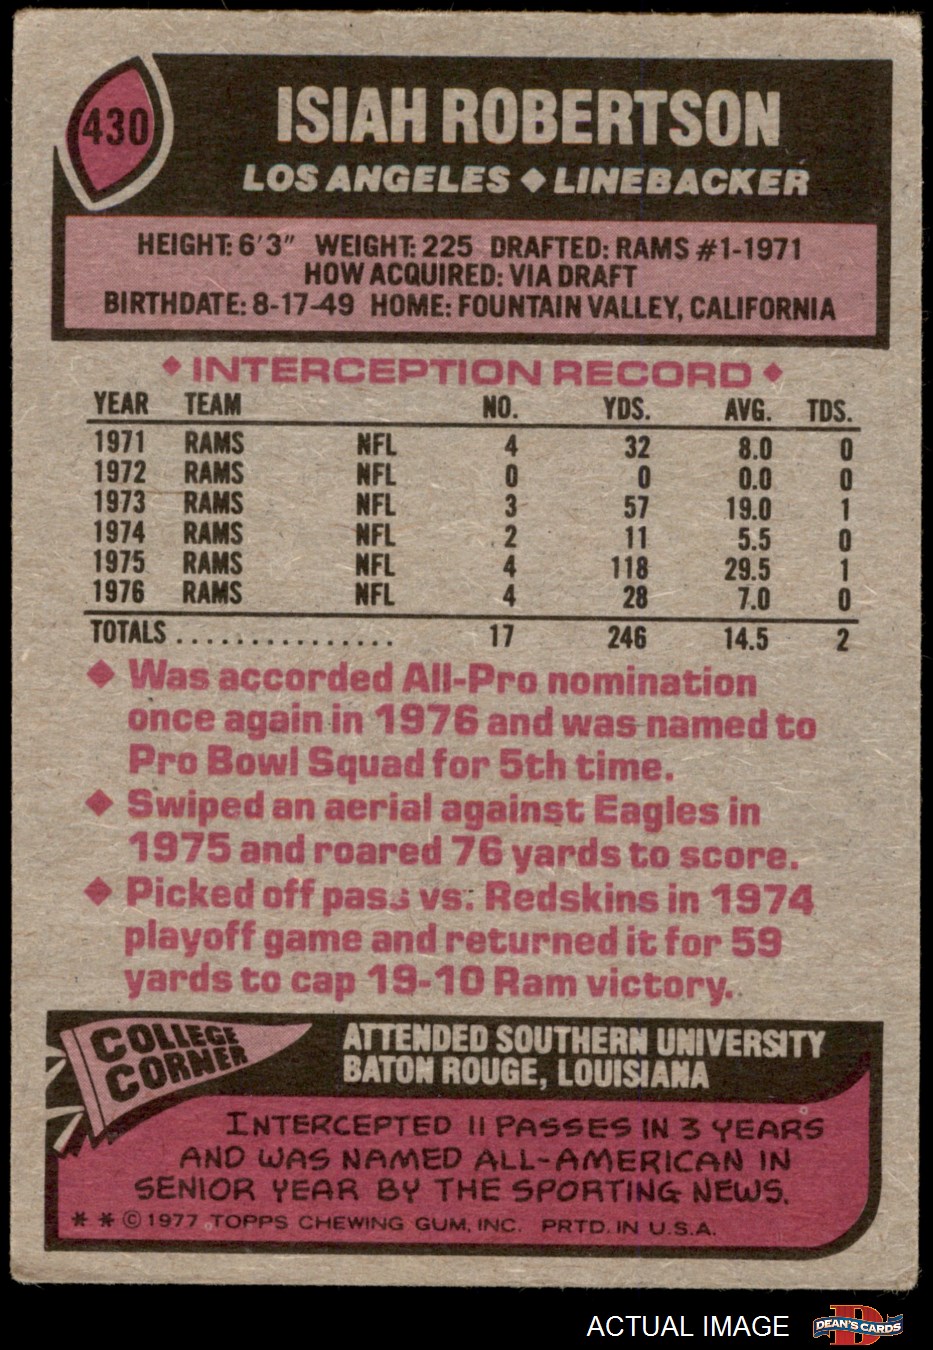 430
ISIAH ROBERTSON
LOS ANGELES ◆ LINEBACKER
HEIGHT: 6'3" WEIGHT: 225 DRAFTED: RAMS #1-1971
HOW ACQUIRED: VIA DRAFT
BIRTHDATE: 8-17-49 HOME: FOUNTAIN VALLEY, CALIFORNIA
◆ INTERCEPTION RECORD ◆
YEAR TEAM NO. YDS. AVG. TDS.
1971 RAMS NFL 4 32 8.0 0
1972 RAMS NFL 0 0 0.0 0
1973 RAMS NFL 3 57 19.0 1
1974 RAMS NFL 2 11 5.5 0
1975 RAMS NFL 4 118 29.5 1
1976 RAMS NFL 4 28 7.0 0
TOTALS ............... 17 246 14.5 2
◆ Was accorded All-Pro nomination
once again in 1976 and was named to
Pro Bowl Squad for 5th time.
◆ Swiped an aerial against Eagles in
1975 and roared 76 yards to score.
◆ Picked off pass vs. Redskins in 1974
playoff game and returned it for 59
yards to cap 19-10 Ram victory.
COLLEGE
CORNER
ATTENDED SOUTHERN UNIVERSITY
BATON ROUGE, LOUISIANA
INTERCEPTED 11 PASSES IN 3 YEARS
AND WAS NAMED ALL-AMERICAN IN
SENIOR YEAR BY THE SPORTING NEWS.
* * © 1977 TOPPS CHEWING GUM, INC. PRTD. IN U.S.A.
ACTUAL IMAGE
D
DEAN'S CARDS